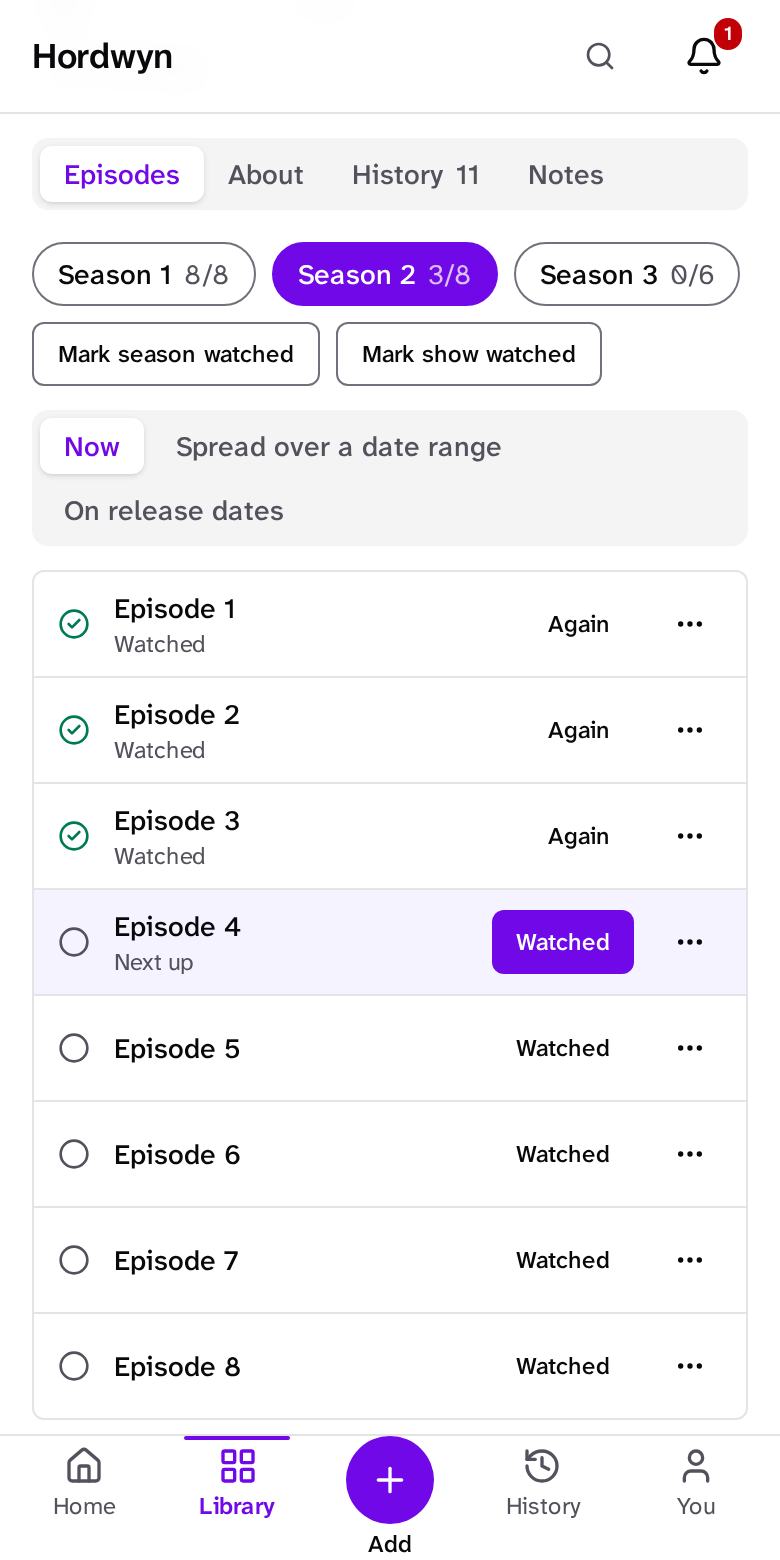 Hordwyn
1
Episodes About History 11 Notes
Season 1 8/8 Season 2 3/8 Season 3 0/6
Mark season watched Mark show watched
Now Spread over a date range
On release dates
Episode 1
Watched
Again
Episode 2
Watched
Again
Episode 3
Watched
Again
Episode 4
Next up
Watched
Episode 5
Watched
Episode 6
Watched
Episode 7
Watched
Episode 8
Watched
Home Library Add History You